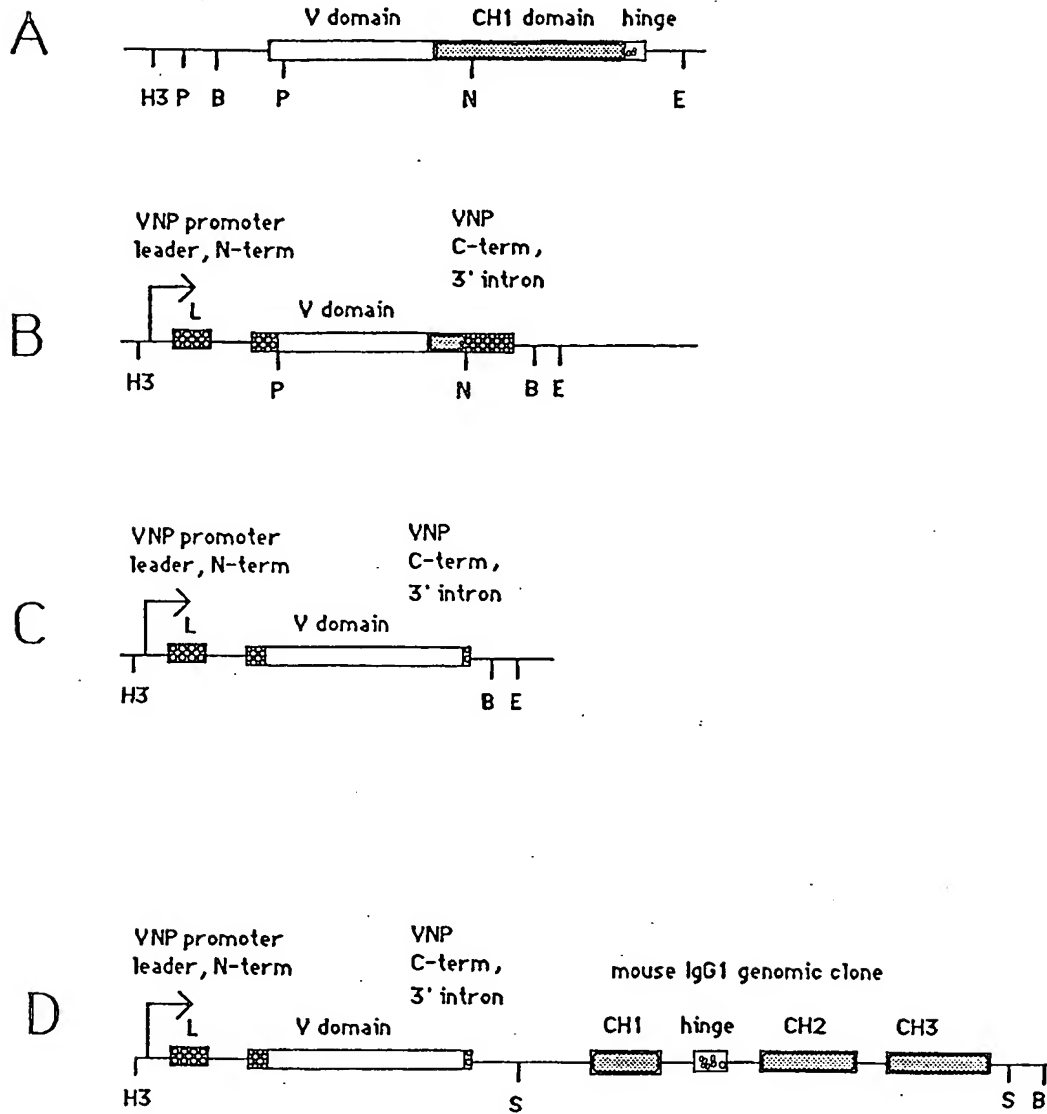 A
V domain CH1 domain hinge
H3 P B P N E
B
VNP promoter
leader, N-term
VNP
C-term,
3' intron
L
V domain
H3 P N B E
C
VNP promoter
leader, N-term
VNP
C-term,
3' intron
L
V domain
H3 B E
D
VNP promoter
leader, N-term
VNP
C-term,
3' intron
mouse IgG1 genomic clone
L
V domain
CH1 hinge CH2 CH3
H3 S S B